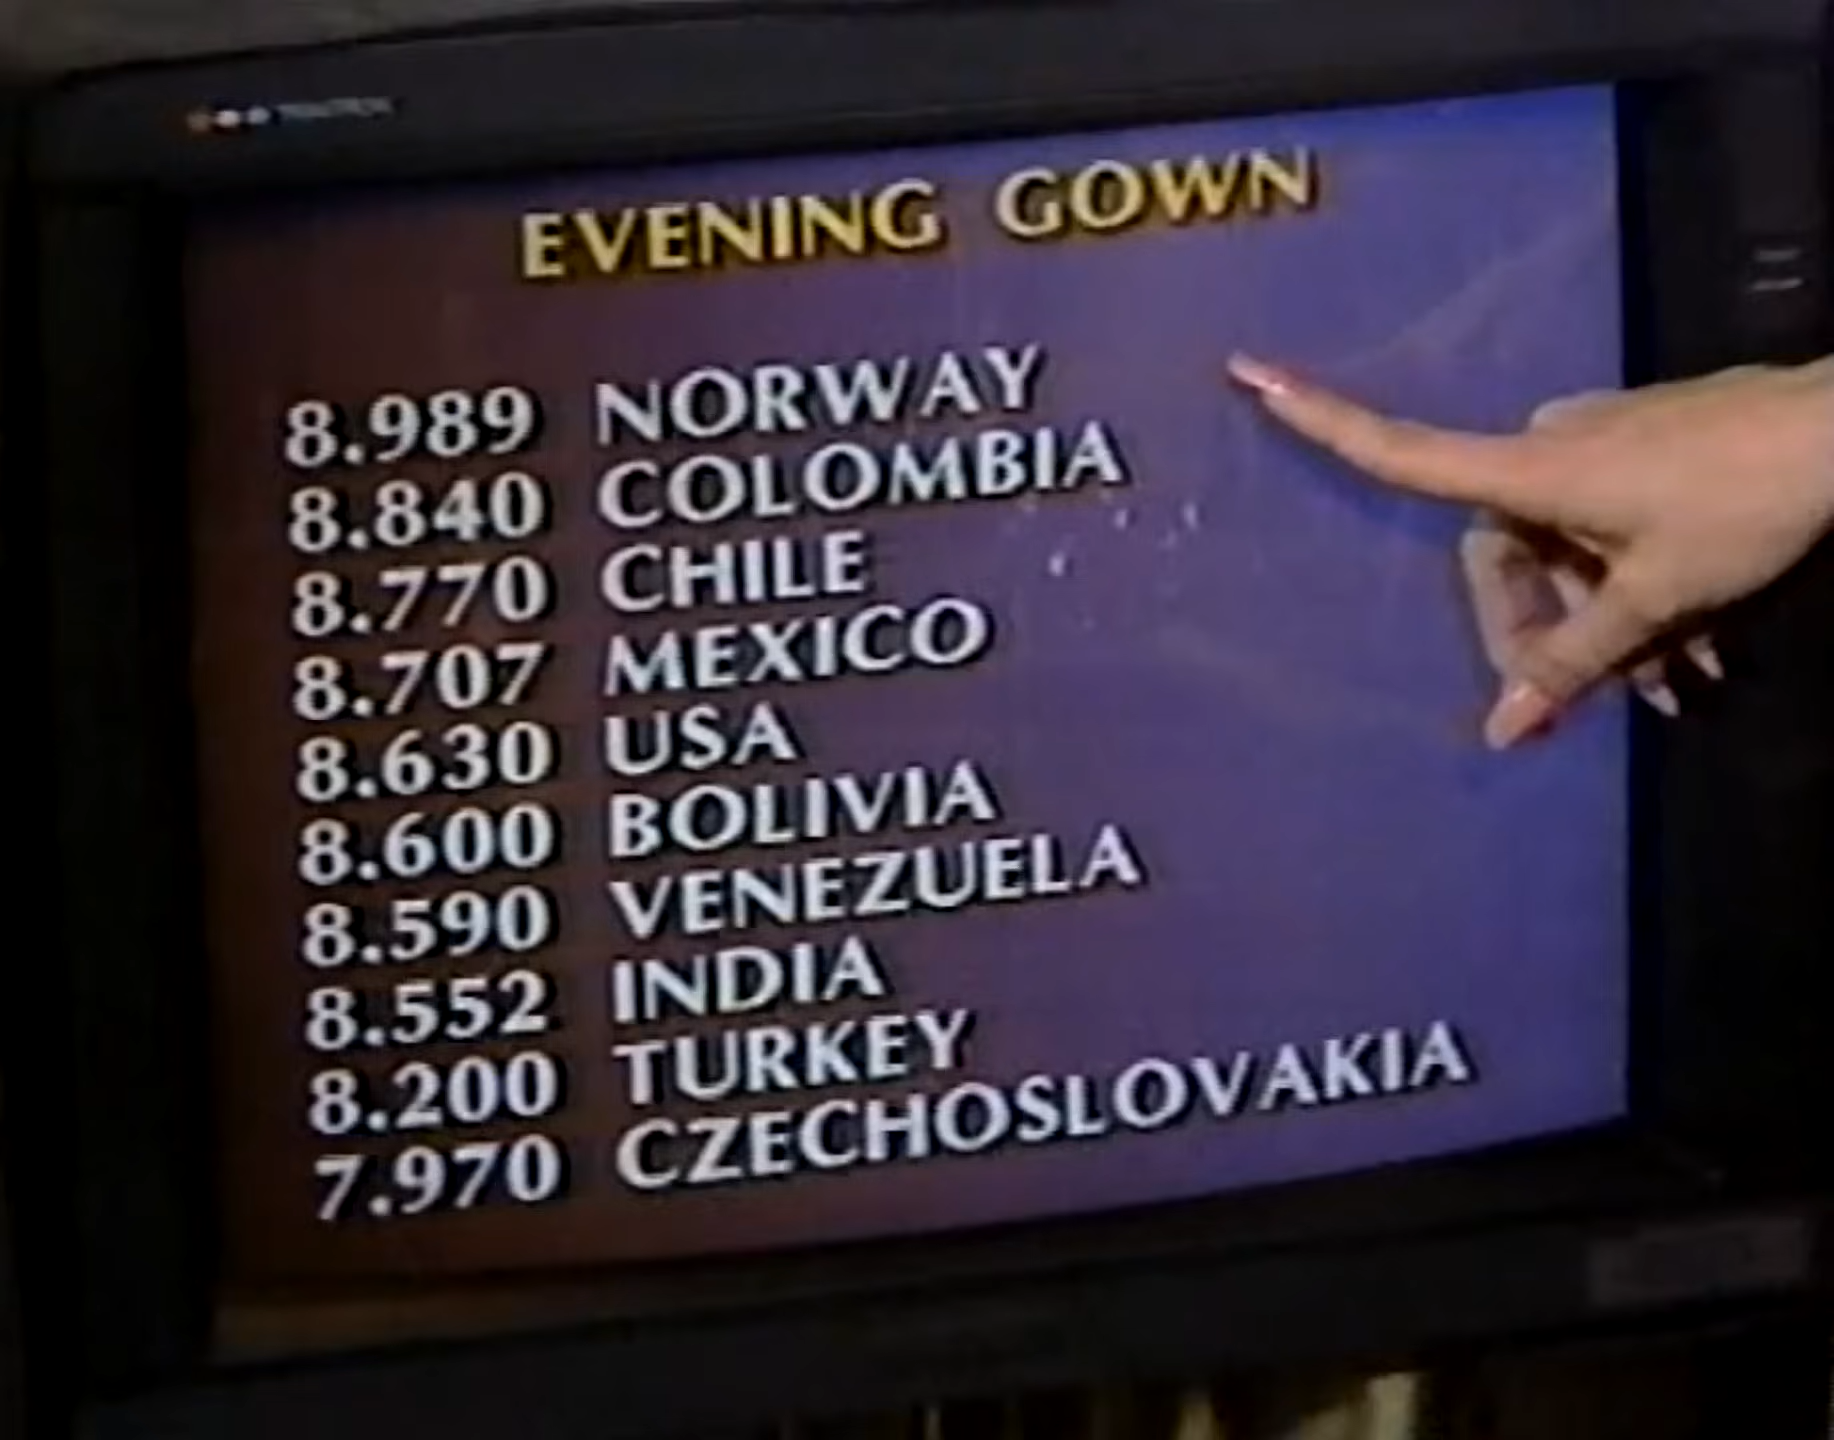 EVENING GOWN
8.989 NORWAY
8.840 COLOMBIA
8.770 CHILE
8.707 MEXICO
8.630 USA
8.600 BOLIVIA
8.590 VENEZUELA
8.552 INDIA
8.200 TURKEY
7.970 CZECHOSLOVAKIA